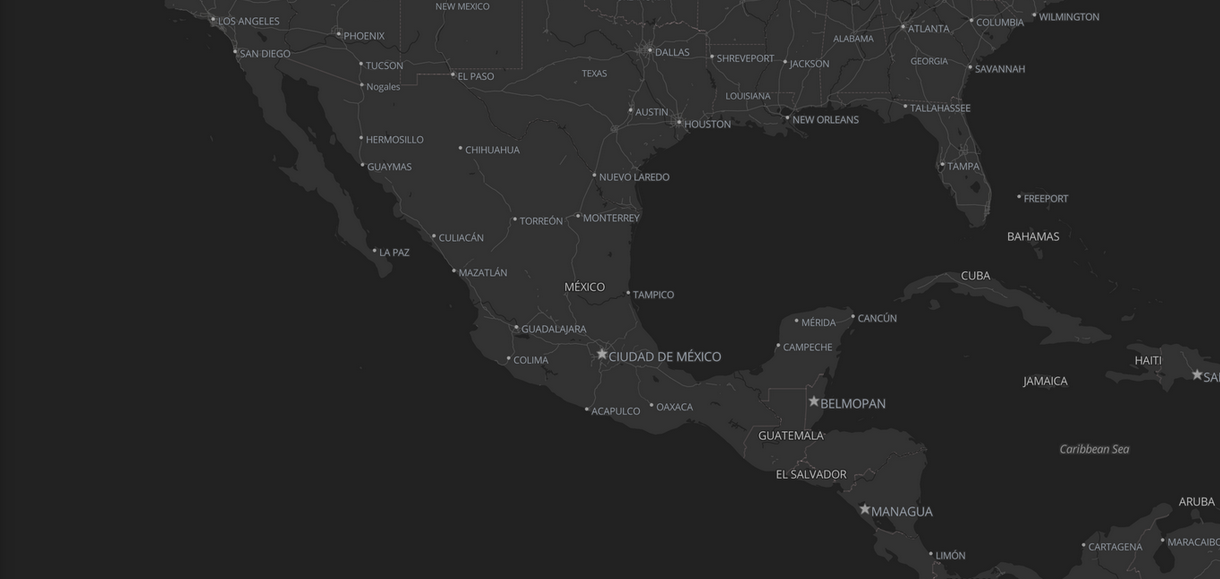 NEW MEXICO
LOS ANGELES
PHOENIX
SAN DIEGO
TUCSON
Nogales
EL PASO
TEXAS
DALLAS
SHREVEPORT
JACKSON
ALABAMA
ATLANTA
COLUMBIA
WILMINGTON
GEORGIA
SAVANNAH
LOUISIANA
AUSTIN
HOUSTON
NEW ORLEANS
TALLAHASSEE
HERMOSILLO
CHIHUAHUA
GUAYMAS
NUEVO LAREDO
TAMPA
FREEPORT
TORREÓN
MONTERREY
CULIACÁN
BAHAMAS
LA PAZ
MAZATLÁN
CUBA
MÉXICO
TAMPICO
GUADALAJARA
MÉRIDA
CANCÚN
CAMPECHE
COLIMA
CIUDAD DE MÉXICO
HAITI
JAMAICA
SA
ACAPULCO
OAXACA
BELMOPAN
GUATEMALA
Caribbean Sea
EL SALVADOR
MANAGUA
ARUBA
LIMÓN
CARTAGENA
MARACAIBO